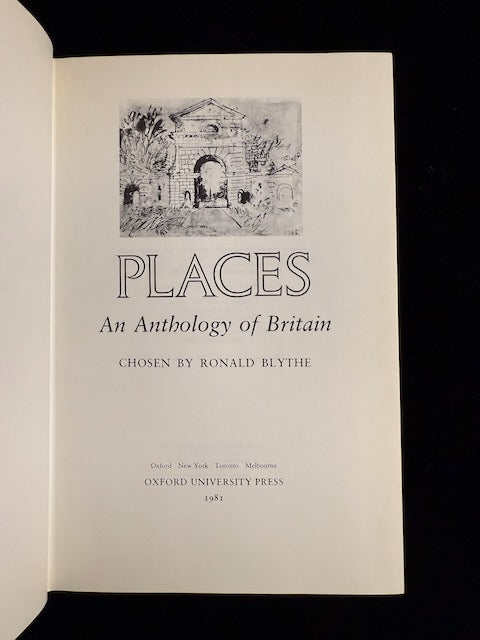 PLACES
An Anthology of Britain
CHOSEN BY RONALD BLYTHE
Oxford New York Toronto Melbourne
OXFORD UNIVERSITY PRESS
1981